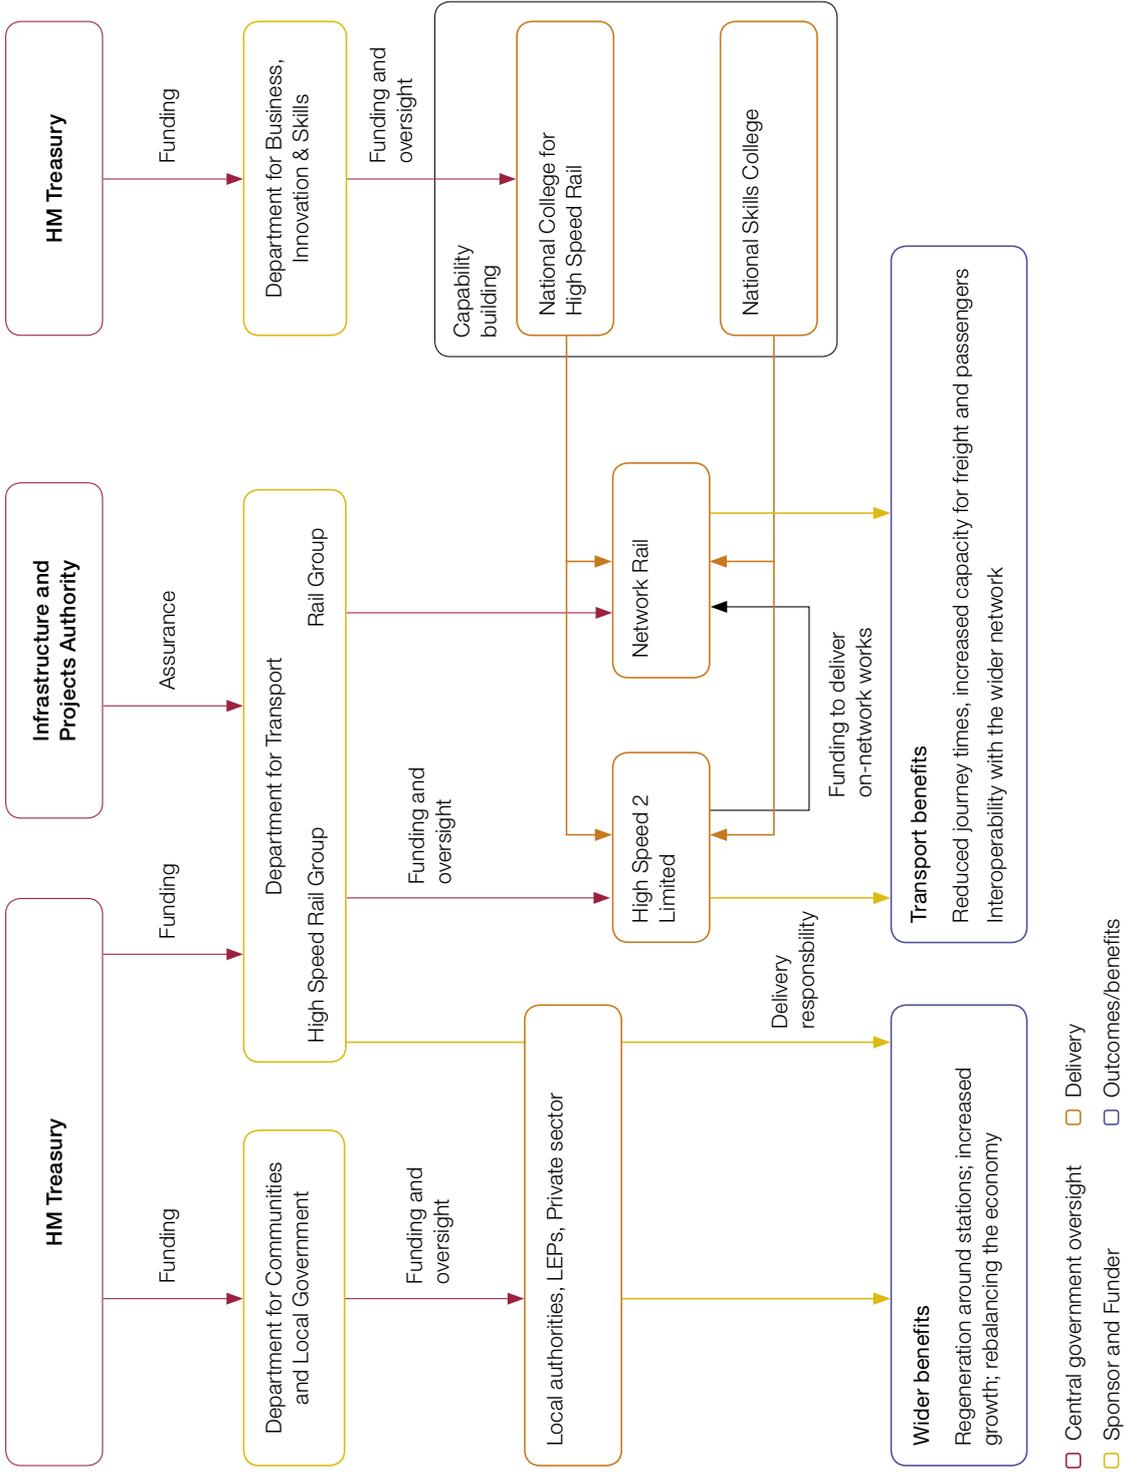 HM Treasury
Infrastructure and
Projects Authority
HM Treasury
Funding
Funding
Assurance
Funding
Department for Communities
and Local Government
Department for Transport
High Speed Rail Group
Rail Group
Department for Business,
Innovation & Skills
Funding and
oversight
Funding and
oversight
Funding and
oversight
Capability
building
Local authorities, LEPs, Private sector
National College for
High Speed Rail
High Speed 2
Limited
Network Rail
National Skills College
Delivery
responsbility
Funding to deliver
on-network works
Wider benefits
Regeneration around stations; increased
growth; rebalancing the economy
Transport benefits
Reduced journey times, increased capacity for freight and passengers
Interoperability with the wider network
Central government oversight
Delivery
Sponsor and Funder
Outcomes/benefits